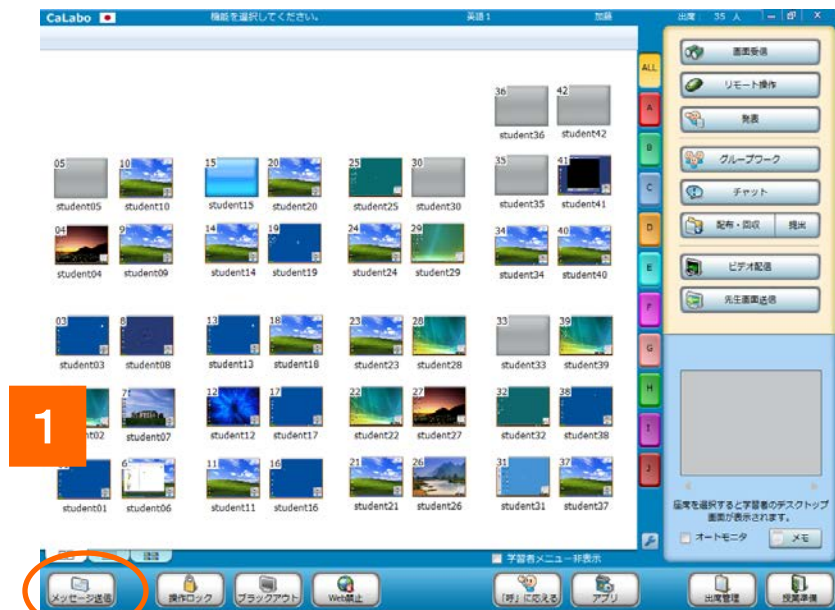 CaLabo 機能を選択してください。 英語1 加藤 出席: 35 人
ALL
A
B
C
D
E
F
G
H
I
J
36 42
student36 student42
05 10 15 20 25 30 35 41
student05 student10 student15 student20 student25 student30 student35 student41
04 9 14 19 24 29 34 40
student04 student09 student14 student19 student24 student29 student34 student40
03 8 13 18 23 28 33 39
student03 student08 student13 student18 student23 student28 student33 student39
7 12 17 22 27 32 38
1
nt02 student07 student12 student17 student22 student27 student32 student38
6 11 16 21 26 31 37
student01 student06 student11 student16 student21 student26 student31 student37
画面受信
リモート操作
発表
グループワーク
チャット
配布・回収 提出
ビデオ配信
先生画面送信
座席を選択すると学習者のデスクトップ
画面が表示されます。
オートモニタ メモ
学習者メニュー非表示
メッセージ送信 操作ロック ブラックアウト Web禁止 「呼」に応える アプリ 出席管理 授業準備